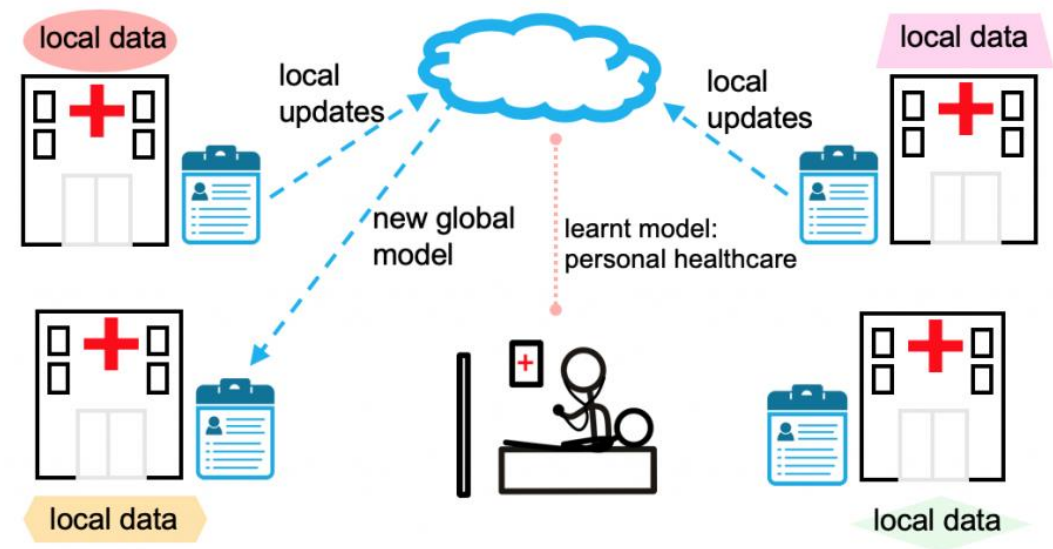 local data
local data
local
updates
local
updates
new global
model
learnt model:
personal healthcare
local data
local data